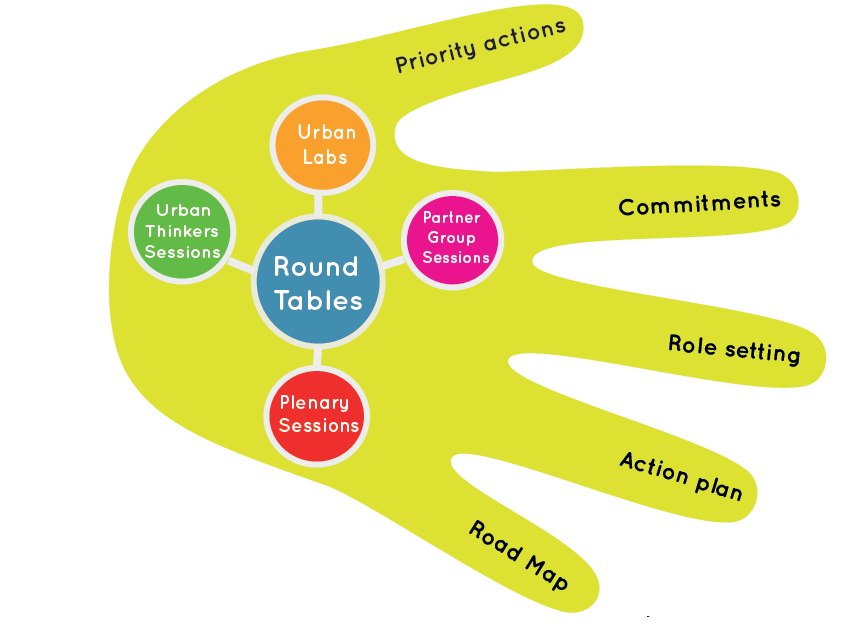 Priority actions
Urban
Labs
Commitments
Urban
Thinkers
Sessions
Partner
Group
Sessions
Round
Tables
Role setting
Plenary
Sessions
Action plan
Road Map